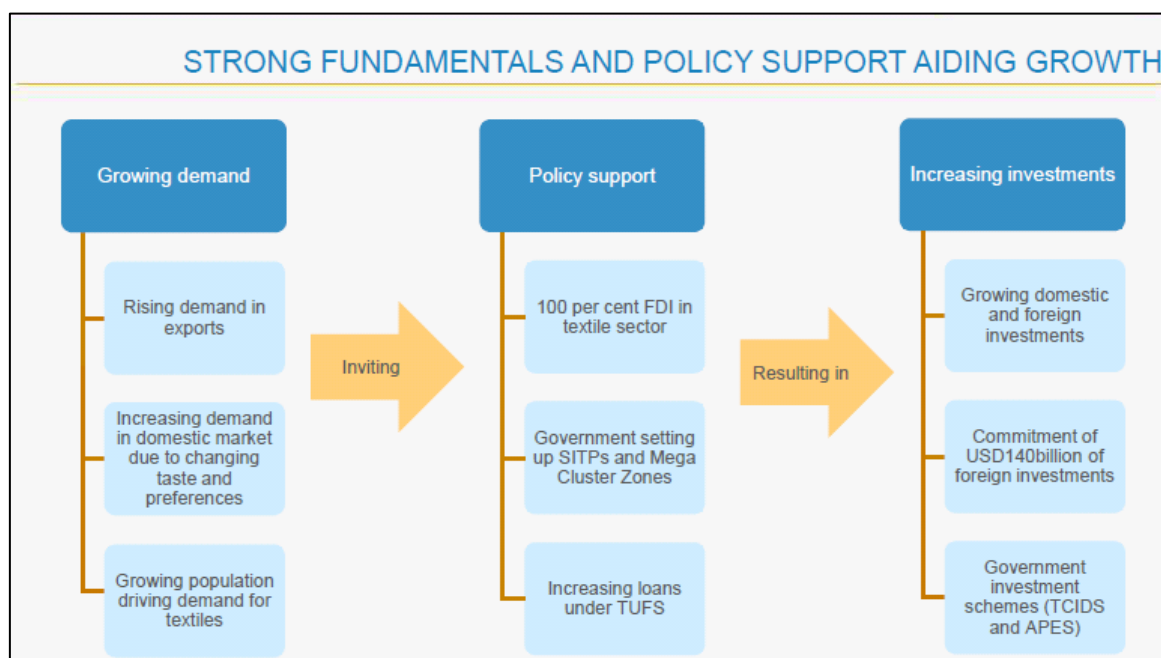 STRONG FUNDAMENTALS AND POLICY SUPPORT AIDING GROWTH
Growing demand
Rising demand in
exports
Increasing demand
in domestic market
due to changing
taste and
preferences
Growing population
driving demand for
textiles
Inviting
Policy support
100 per cent FDI in
textile sector
Government setting
up SITPs and Mega
Cluster Zones
Increasing loans
under TUFS
Resulting in
Increasing investments
Growing domestic
and foreign
investments
Commitment of
USD140billion of
foreign investments
Government
investment
schemes (TCIDS
and APES)